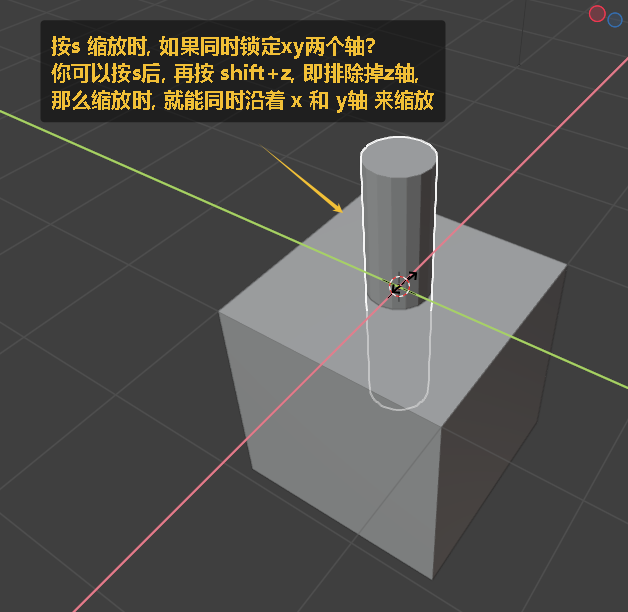 按s 缩放时, 如果同时锁定xy两个轴?
你可以按s后, 再按 shift+z, 即排除掉z轴,
那么缩放时, 就能同时沿着 x 和 y轴 来缩放